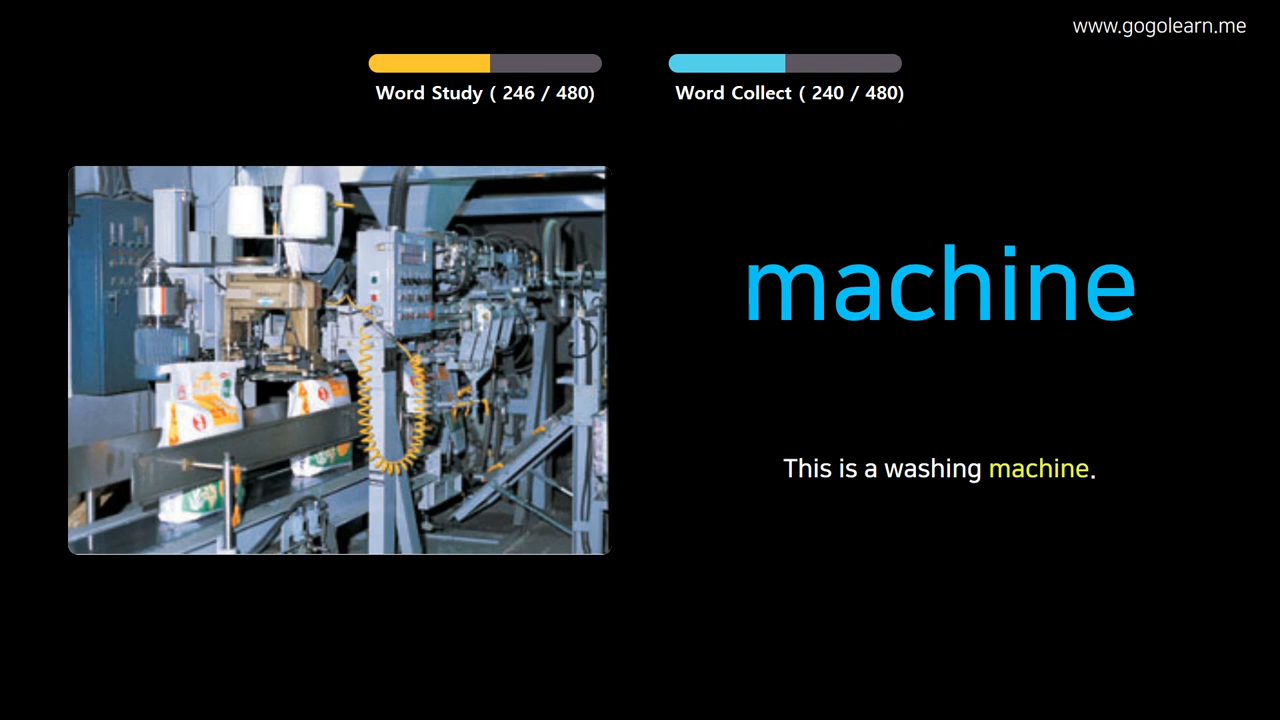 www.gogolearn.me
Word Study ( 246 / 480)
Word Collect ( 240 / 480)
machine
This is a washing machine.